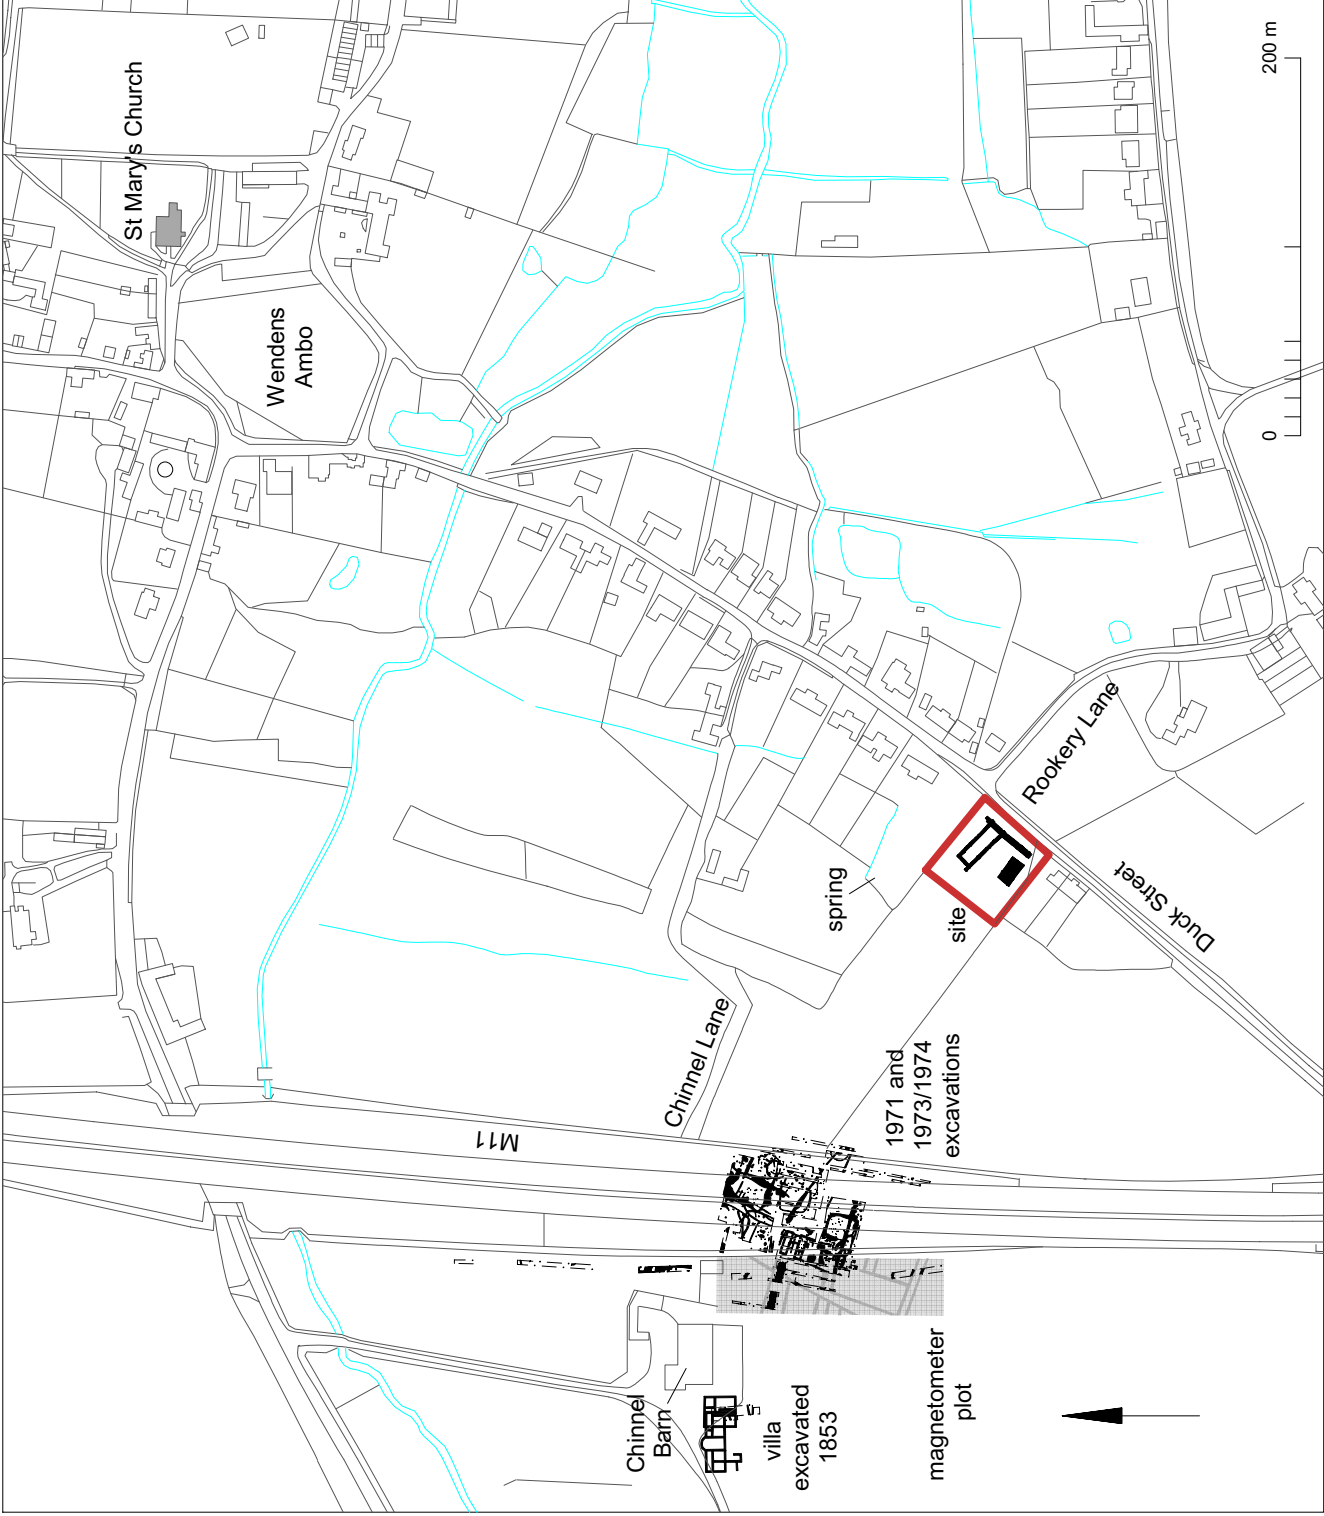 St Mary's Church
Wendens
Ambo
200 m
0
M11
Chinnel Lane
spring
site
Rookery Lane
Duck Street
1971 and
1973/1974
excavations
Chinnel
Barn
villa
excavated
1853
magnetometer
plot